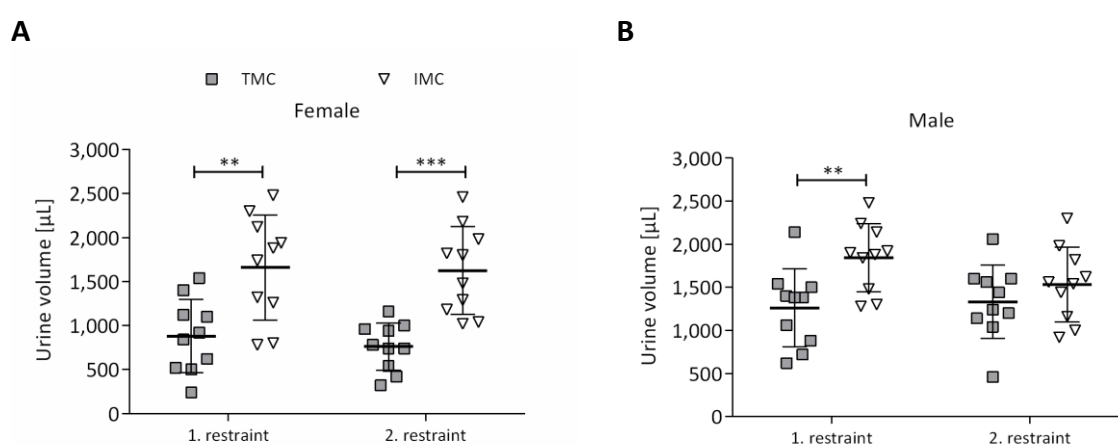 A
TMC IMC
Female
3,000
2,500
2,000
1,500
1,000
500
0
Urine volume [µL]
** ***
1. restraint 2. restraint
B
Male
3,000
2,500
2,000
1,500
1,000
500
0
Urine volume [µL]
**
1. restraint 2. restraint